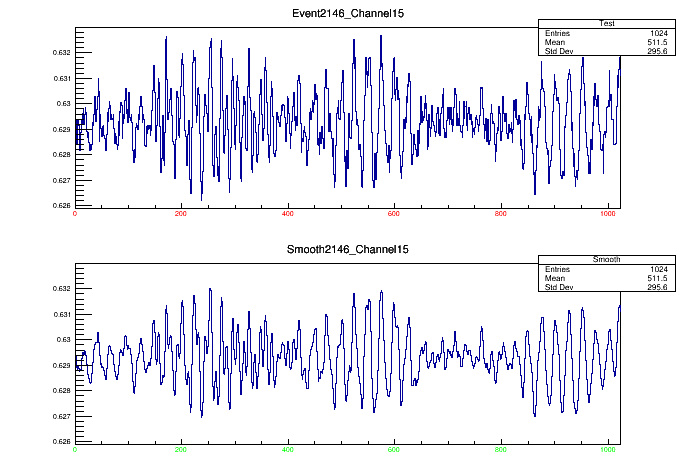 Event2146_Channel15
Test
Entries 1024
Mean 511.5
Std Dev 295.6
0.632
0.631
0.63
0.629
0.628
0.627
0.626
0 200 400 600 800 1000
Smooth2146_Channel15
Smooth
Entries 1024
Mean 511.5
Std Dev 295.6
0.632
0.631
0.63
0.629
0.628
0.627
0.626
0 200 400 600 800 1000